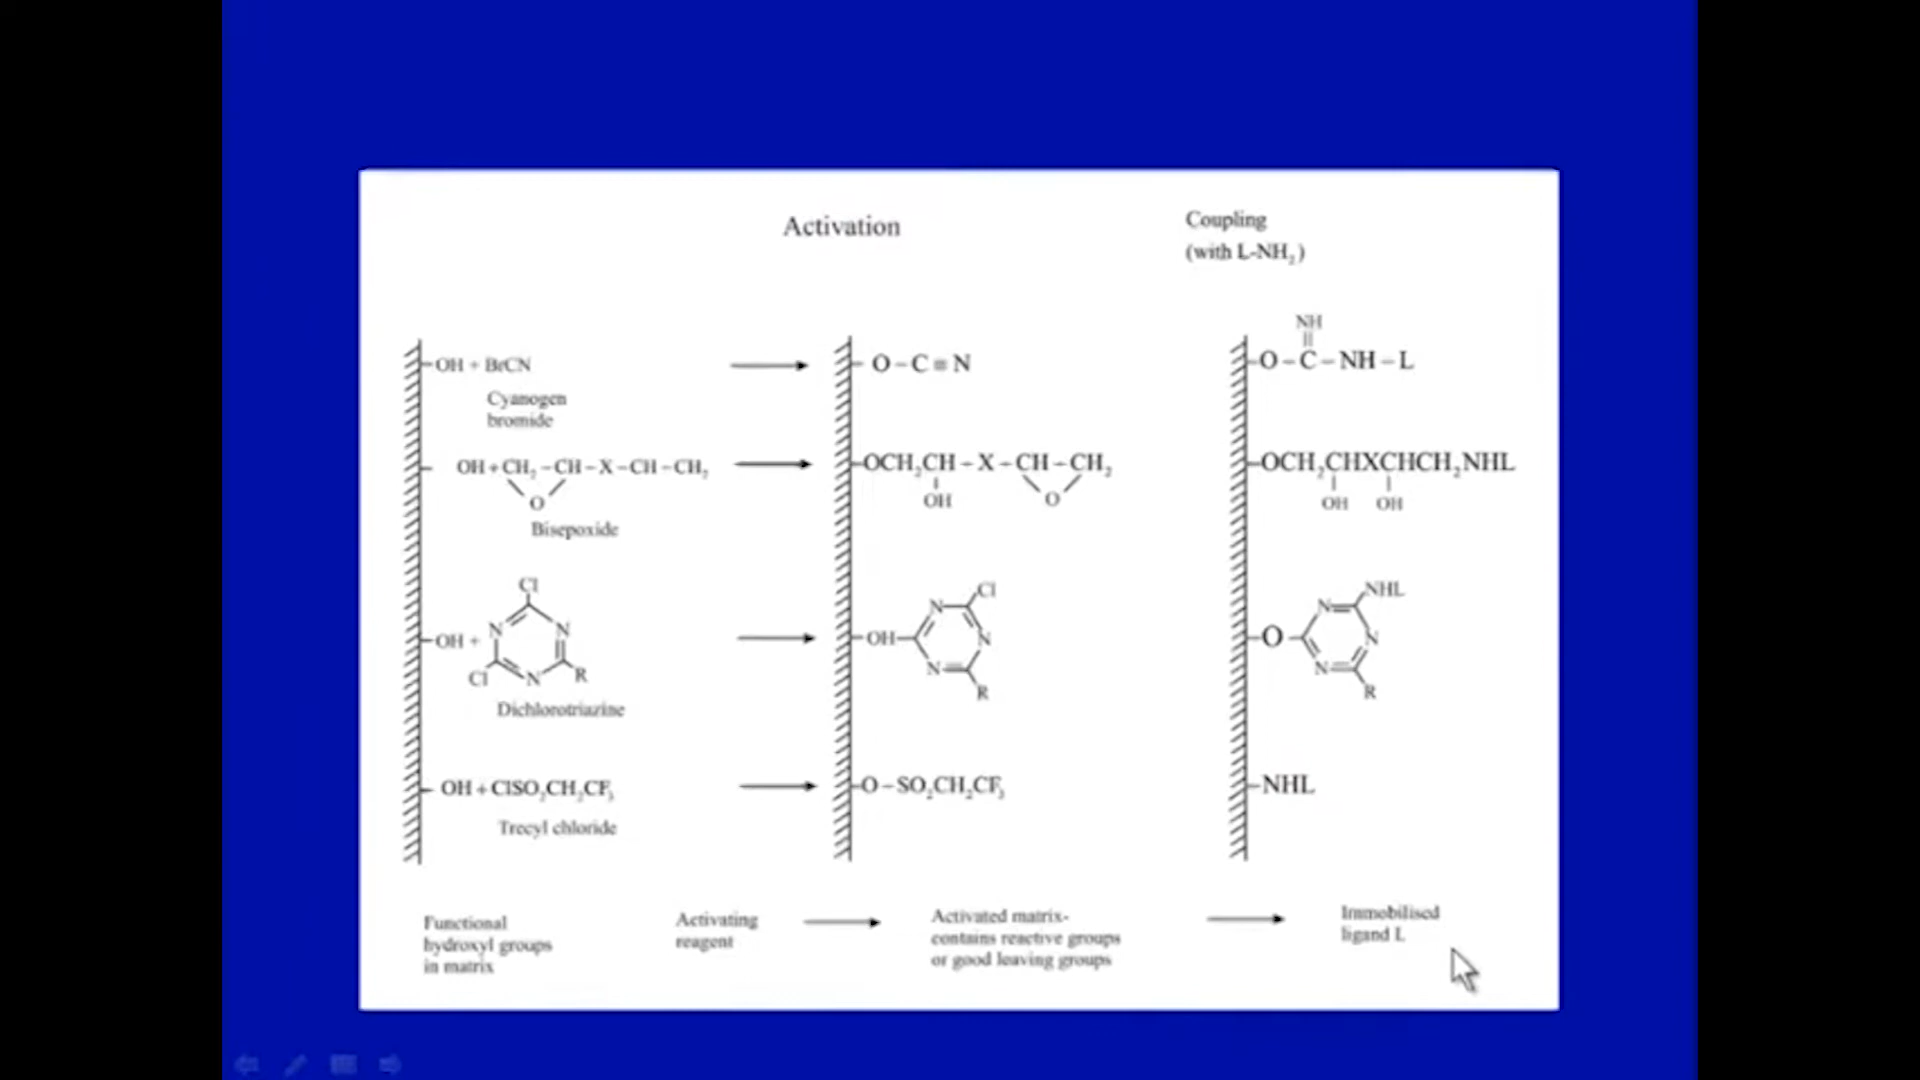 Activation
Coupling
(with L-NH₂)
OH + BrCN
Cyanogen
bromide
O-C≡N
NH
O-C-NH-L
OH+CH₂-CH-X-CH-CH₂
O
Bisepoxide
OCH₂CH-X-CH-CH₂
OH
O
OCH₂CHXCHCH₂NHL
OH OH
Cl
OH + N N
Cl N R
Dichlorotriazine
N Cl
OH N
N R
N NHL
O N
N R
OH+ClSO₂CH₂CF₃
Trecyl chloride
O-SO₂CH₂CF₃
NHL
Functional
hydroxyl groups
in matrix
Activating
reagent
Activated matrix-
contains reactive groups
or good leaving groups
Immobilised
ligand L